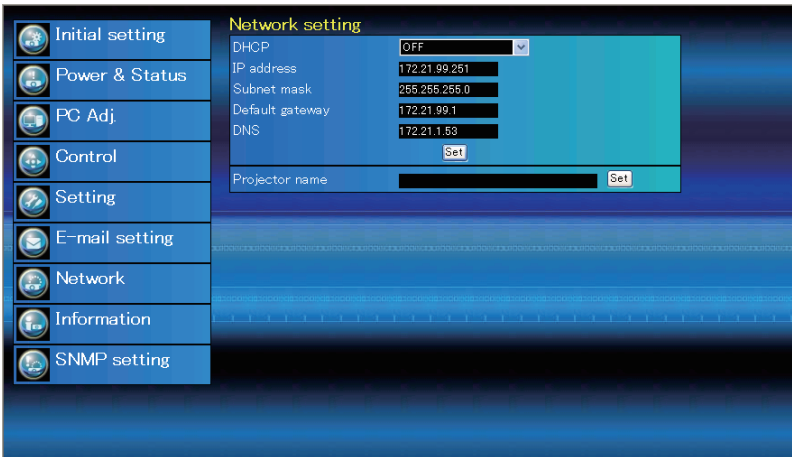 Initial setting
Power & Status
PC Adj.
Control
Setting
E-mail setting
Network
Information
SNMP setting
Network setting
DHCP OFF
IP address 172.21.99.251
Subnet mask 255.255.255.0
Default gateway 172.21.99.1
DNS 172.21.1.53
Set
Projector name Set